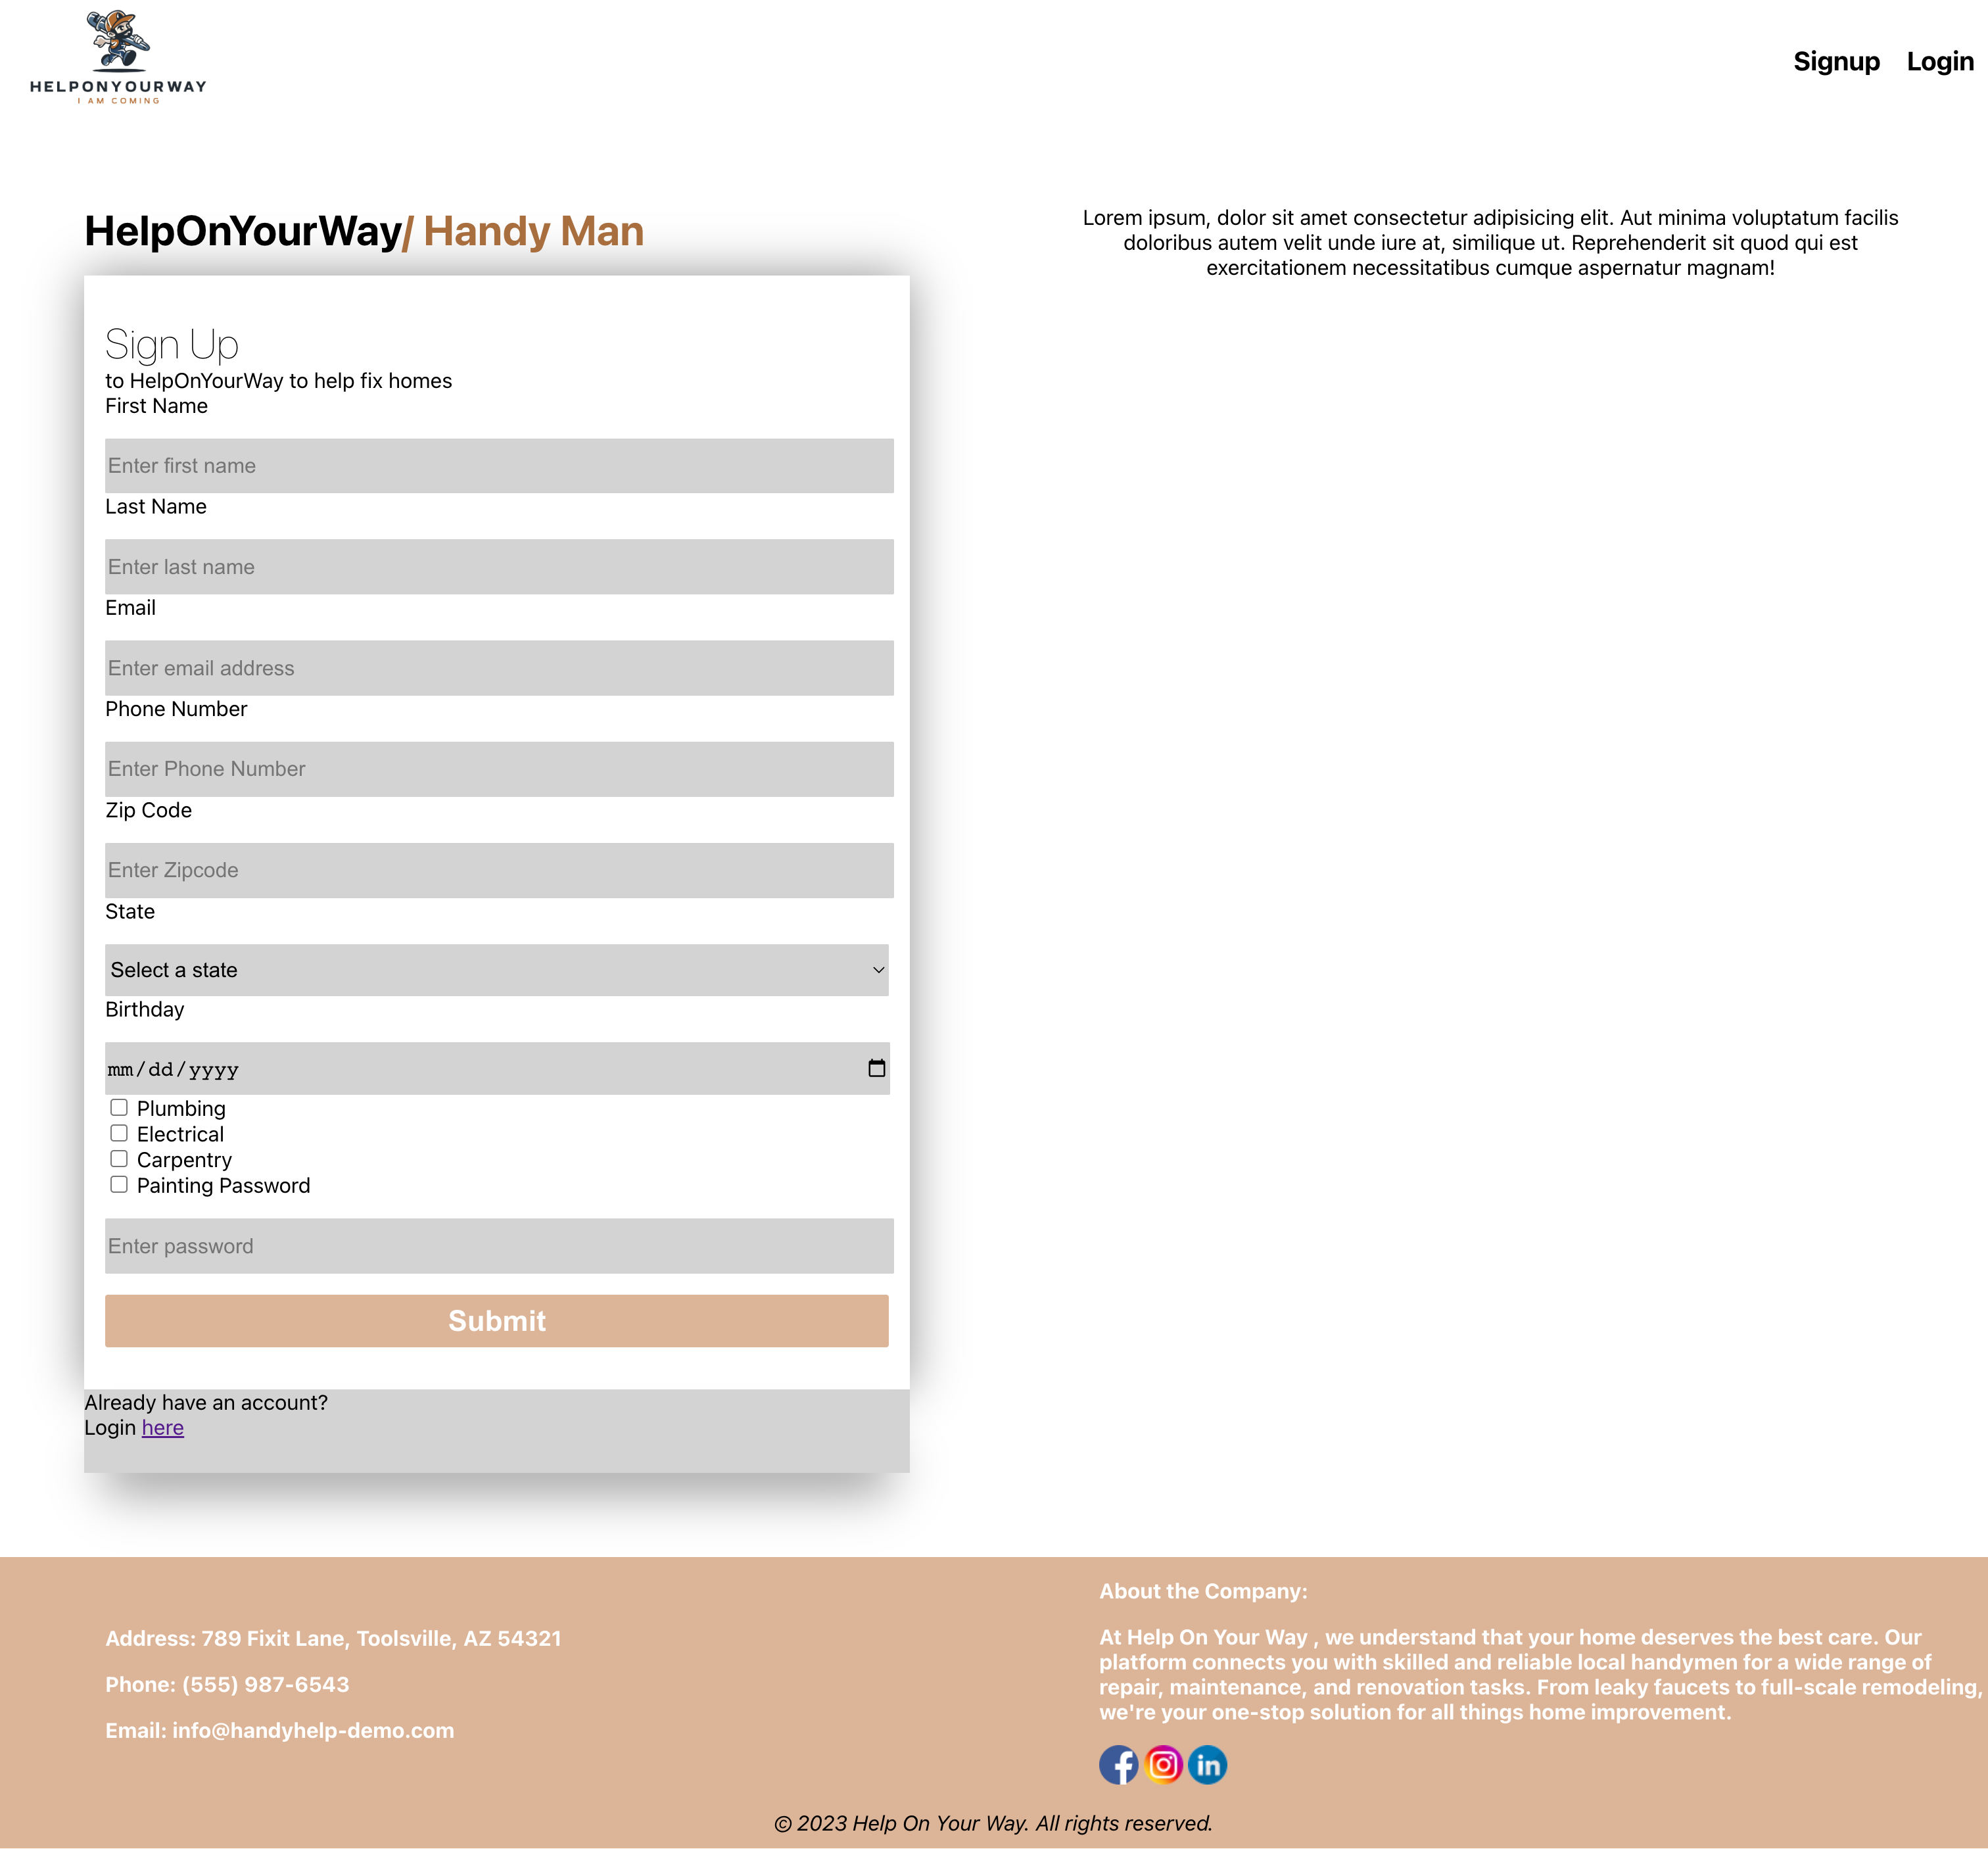 HELPONYOURWAY
I AM COMING
Signup Login
HelpOnYourWay/ Handy Man
Sign Up
to HelpOnYourWay to help fix homes
First Name
Enter first name
Last Name
Enter last name
Email
Enter email address
Phone Number
Enter Phone Number
Zip Code
Enter Zipcode
State
Select a state
Birthday
mm/dd/yyyy
Plumbing
Electrical
Carpentry
Painting Password
Enter password
Submit
Already have an account?
Login here
Lorem ipsum, dolor sit amet consectetur adipisicing elit. Aut minima voluptatum facilis
doloribus autem velit unde iure at, similique ut. Reprehenderit sit quod qui est
exercitationem necessitatibus cumque aspernatur magnam!
Address: 789 Fixit Lane, Toolsville, AZ 54321
Phone: (555) 987-6543
Email: info@handyhelp-demo.com
About the Company:
At Help On Your Way , we understand that your home deserves the best care. Our
platform connects you with skilled and reliable local handymen for a wide range of
repair, maintenance, and renovation tasks. From leaky faucets to full-scale remodeling,
we're your one-stop solution for all things home improvement.
f in
© 2023 Help On Your Way. All rights reserved.